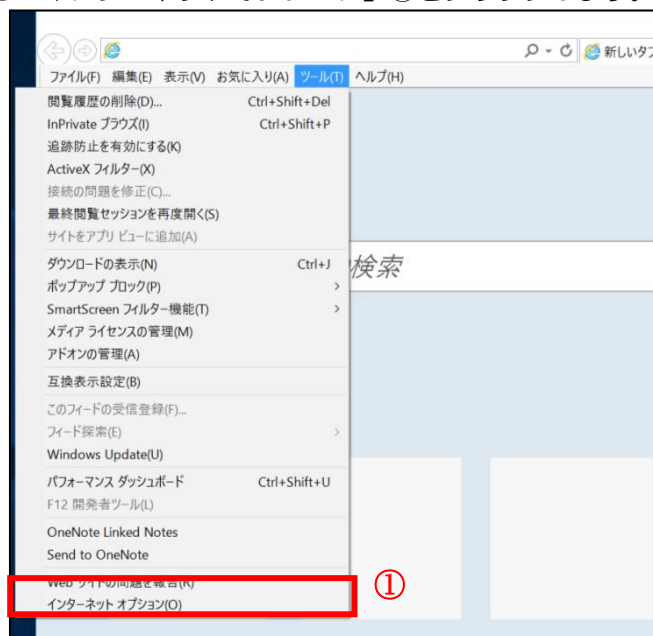 新しいタブ
ファイル(F) 編集(E) 表示(V) お気に入り(A) ツール(T) ヘルプ(H)
閲覧履歴の削除(D)... Ctrl+Shift+Del
InPrivate ブラウズ(I) Ctrl+Shift+P
追跡防止を有効にする(K)
ActiveX フィルター(X)
接続の問題を修正(C)...
最終閲覧セッションを再度開く(S)
サイトをアプリ ビューに追加(A)
ダウンロードの表示(N) Ctrl+J
検索
ポップアップ ブロック(P)
SmartScreen フィルター機能(T)
メディア ライセンスの管理(M)
アドオンの管理(A)
互換表示設定(B)
このフィードの受信登録(F)...
フィード探索(E)
Windows Update(U)
パフォーマンス ダッシュボード Ctrl+Shift+U
F12 開発者ツール(L)
OneNote Linked Notes
Send to OneNote
Web サイトの問題を報告(R)
①
インターネット オプション(O)